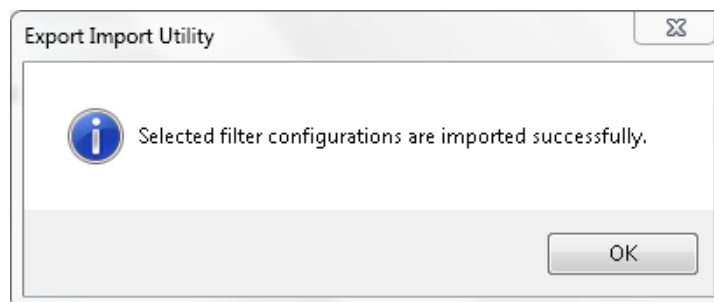 Export Import Utility
Selected filter configurations are imported successfully.
OK